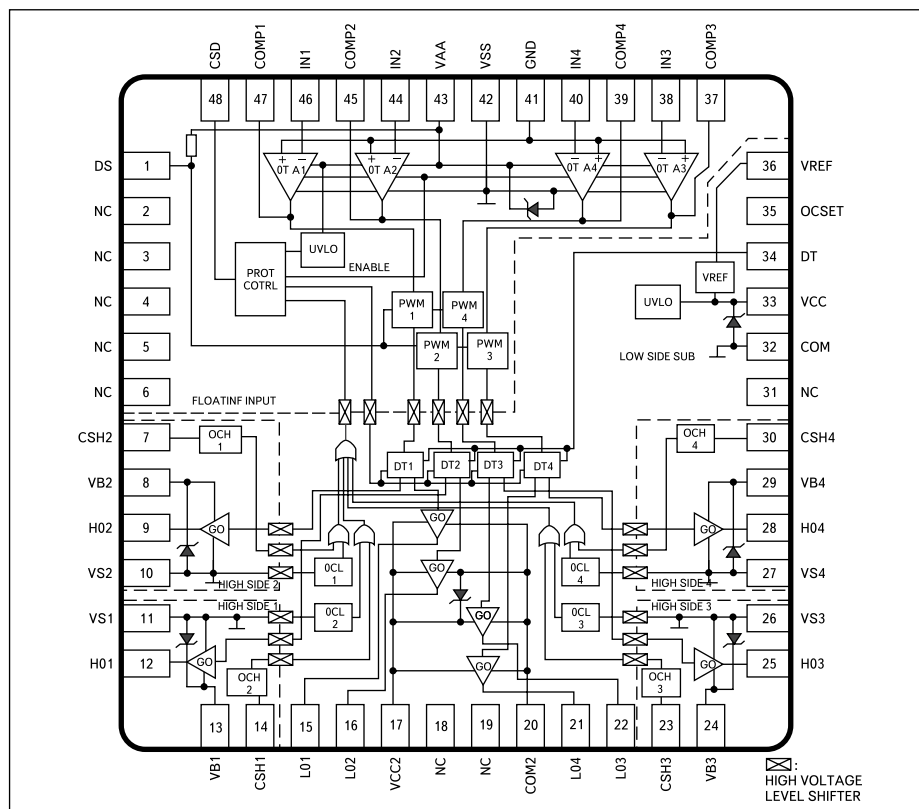 CSD COMP1 IN1 COMP2 IN2 VAA VSS GND IN4 COMP4 IN3 COMP3
48 47 46 45 44 43 42 41 40 39 38 37
DS 1
NC 2
NC 3
NC 4
NC 5
NC 6
CSH2 7
VB2 8
H02 9
VS2 10
VS1 11
H01 12
36 VREF
35 OCSET
34 DT
33 VCC
32 COM
31 NC
30 CSH4
29 VB4
28 H04
27 VS4
26 VS3
25 H03
+ − 0T A1
+ − 0T A2
− + 0T A4
− + 0T A3
UVLO
ENABLE
PROT
COTRL
PWM
1
PWM
4
PWM
2
PWM
3
VREF
UVLO
LOW SIDE SUB
FLOATINF INPUT
OCH
1
OCH
4
DT1 DT2 DT3 DT4
GO
GO
GO
0CL
1
0CL
4
GO
HIGH SIDE 2
HIGH SIDE 4
HIGH SIDE 1
HIGH SIDE 3
0CL
2
0CL
3
GO
GO
GO
GO
OCH
2
OCH
3
13 14 15 16 17 18 19 20 21 22 23 24
VB1 CSH1 L01 L02 VCC2 NC NC COM2 L04 L03 CSH3 VB3
:
HIGH VOLTAGE
LEVEL SHIFTER